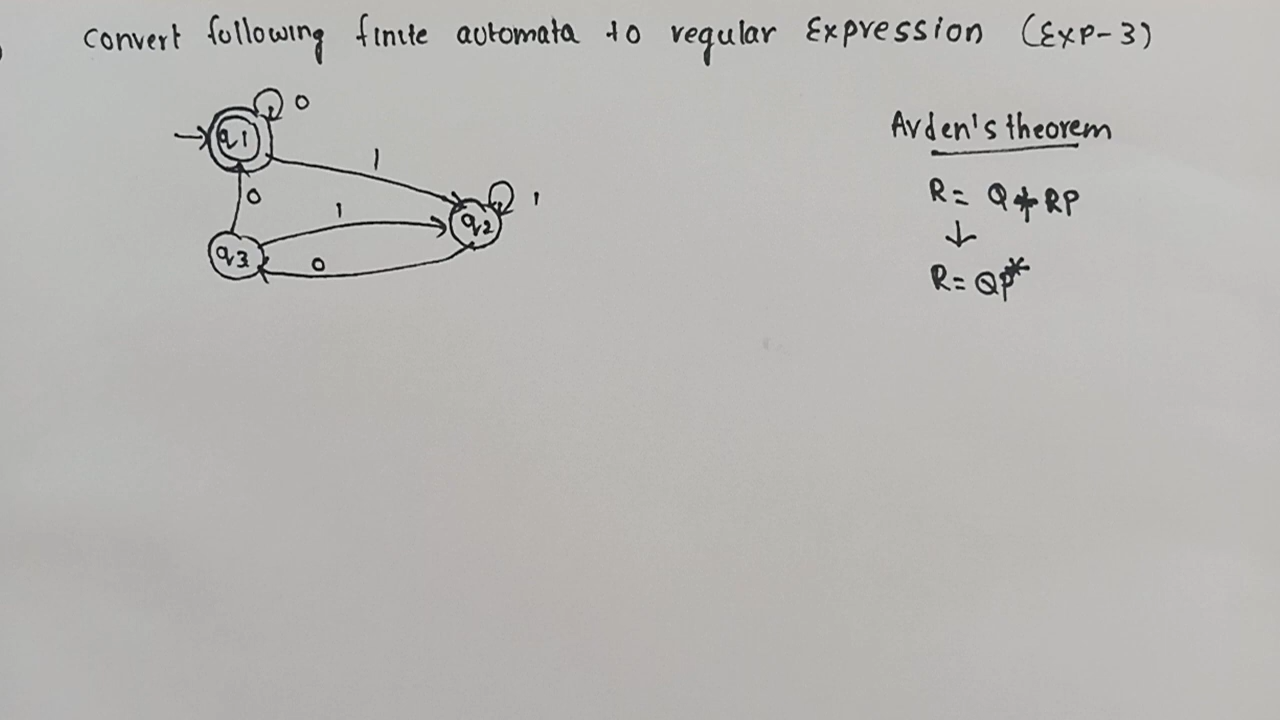 convert following finite automata to regular Expression (Exp-3)
q1
0
1
q2
1
0
1
q3
0
Arden's theorem
R = Q + RP
↓
R = QP*